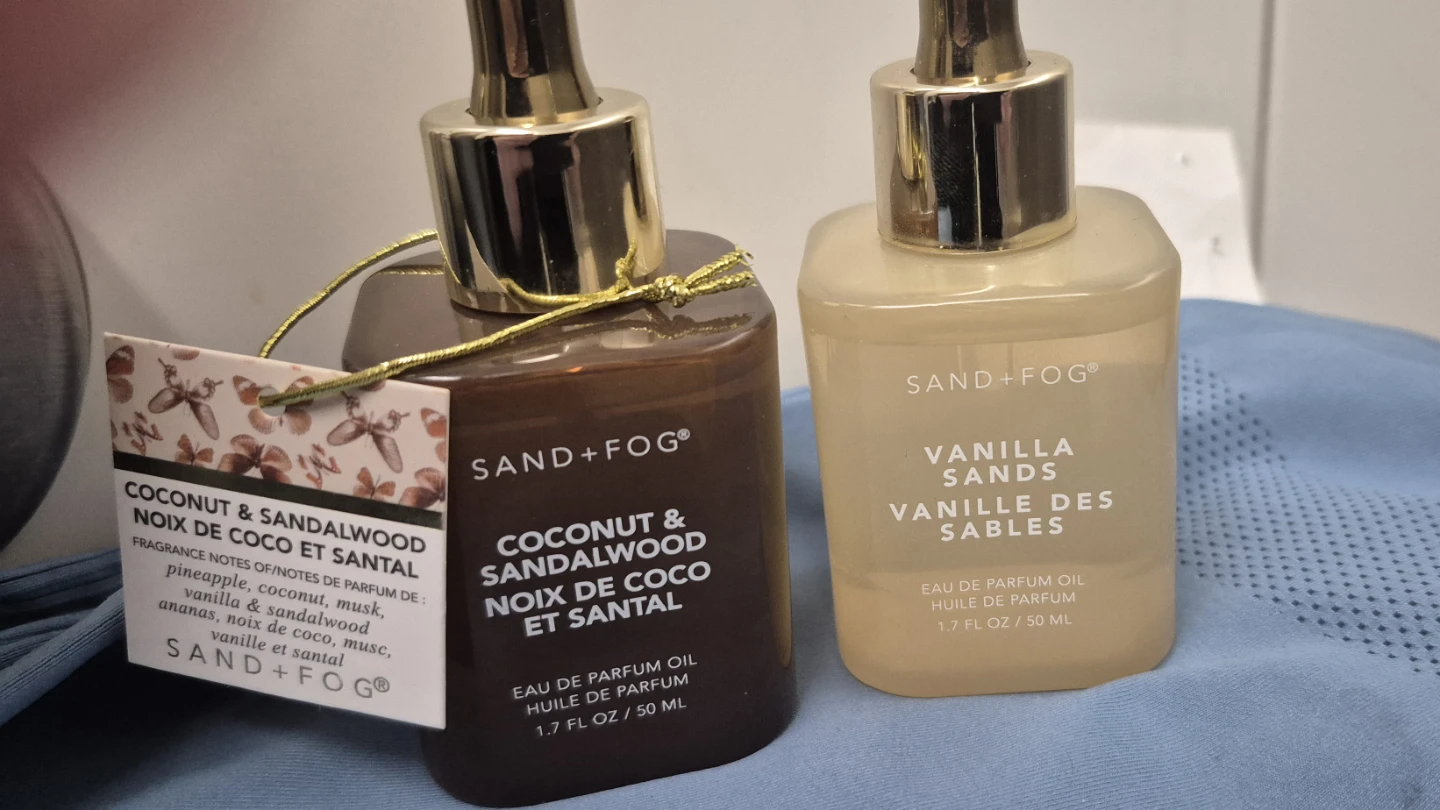 COCONUT & SANDALWOOD
NOIX DE COCO ET SANTAL
FRAGRANCE NOTES OF/NOTES DE PARFUM DE :
pineapple, coconut, musk,
vanilla & sandalwood
ananas, noix de coco, musc,
vanille et santal
SAND+FOG®
SAND+FOG®
COCONUT &
SANDALWOOD
NOIX DE COCO
ET SANTAL
EAU DE PARFUM OIL
HUILE DE PARFUM
1.7 FL OZ / 50 ML
SAND+FOG®
VANILLA
SANDS
VANILLE DES
SABLES
EAU DE PARFUM OIL
HUILE DE PARFUM
1.7 FL OZ / 50 ML